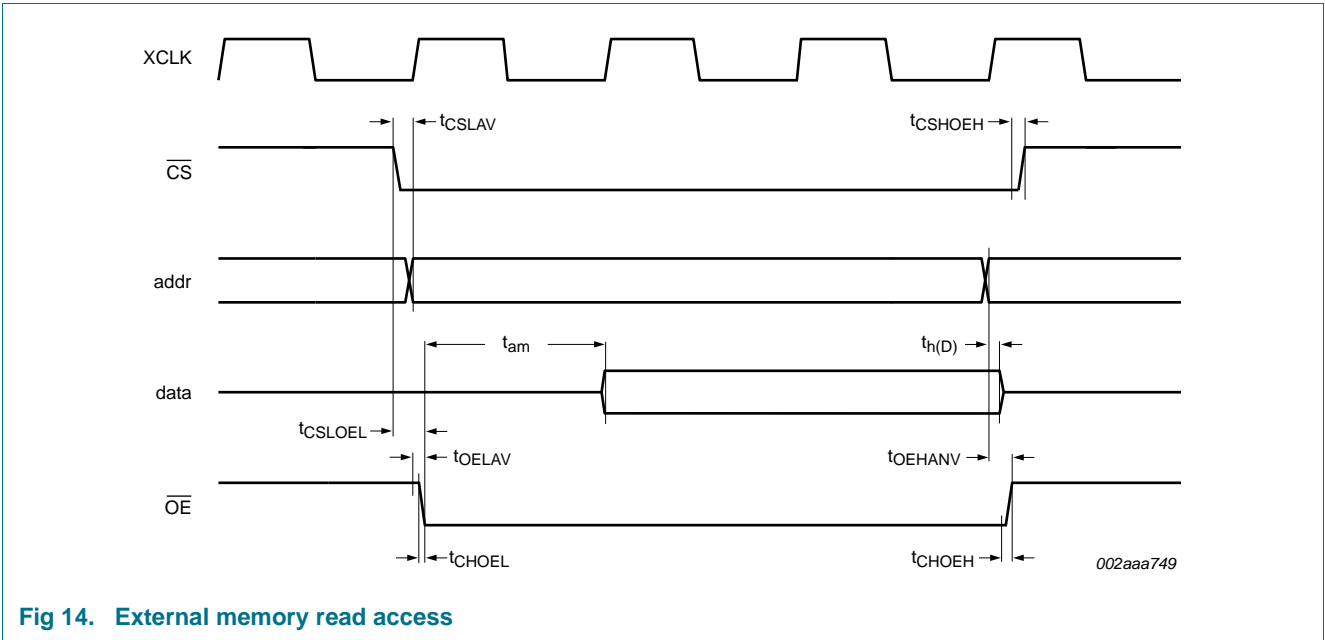 XCLK
tCSLAV
tCSHOEH
CS
addr
tam
th(D)
data
tCSLOEL
tOELAV
tOEHANV
OE
tCHOEL
tCHOEH
002aaa749
Fig 14. External memory read access